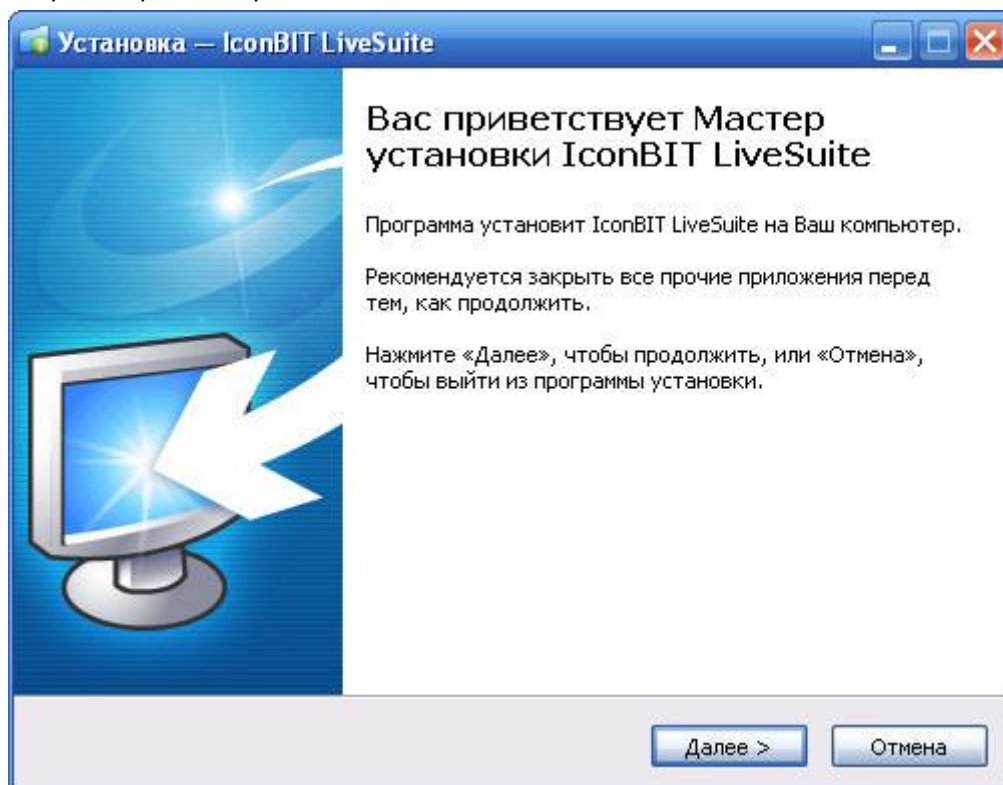 Установка — IconBIT LiveSuite
Вас приветствует Мастер
установки IconBIT LiveSuite
Программа установит IconBIT LiveSuite на Ваш компьютер.
Рекомендуется закрыть все прочие приложения перед
тем, как продолжить.
Нажмите «Далее», чтобы продолжить, или «Отмена»,
чтобы выйти из программы установки.
Далее >
Отмена